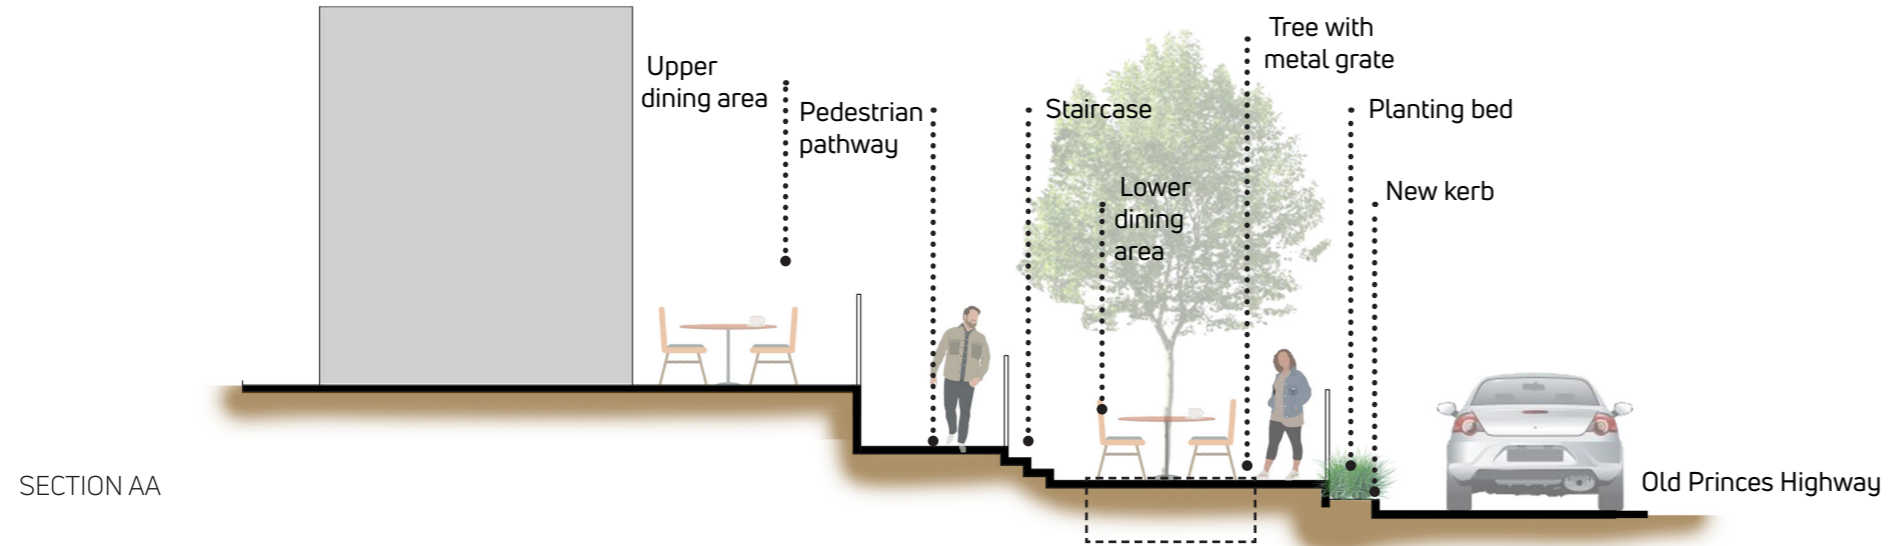 Upper
dining area
Pedestrian
pathway
Staircase
Lower
dining
area
Tree with
metal grate
Planting bed
New kerb
SECTION AA
Old Princes Highway